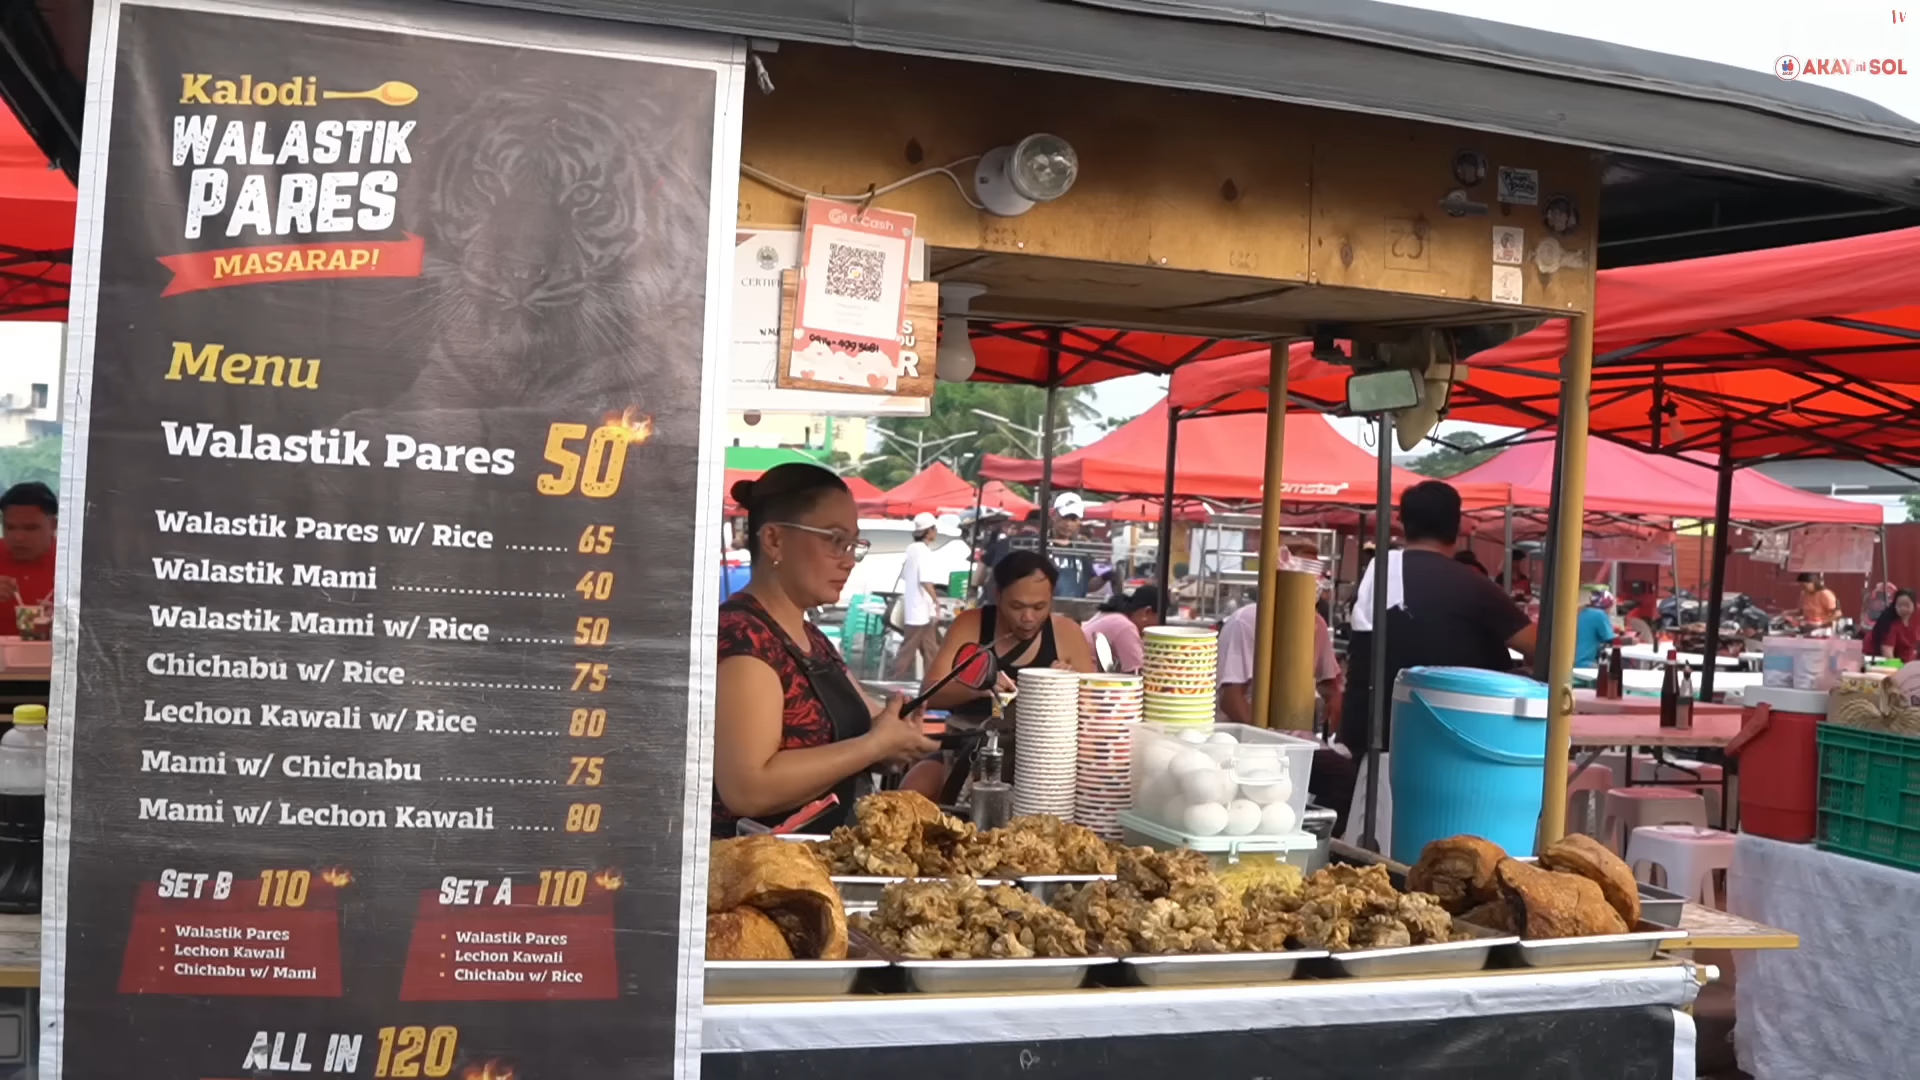 Kalodi
WALASTIK
PARES
MASARAP!
Menu
Walastik Pares 50
Walastik Pares w/ Rice ........ 65
Walastik Mami ........................ 40
Walastik Mami w/ Rice ........... 50
Chichabu w/ Rice ..................... 75
Lechon Kawali w/ Rice ........... 80
Mami w/ Chichabu .................. 75
Mami w/ Lechon Kawali ...... 80
SET B 110
Walastik Pares
Lechon Kawali
Chichabu w/ Mami
SET A 110
Walastik Pares
Lechon Kawali
Chichabu w/ Rice
ALL IN 120
GCash
AKAY ni SOL